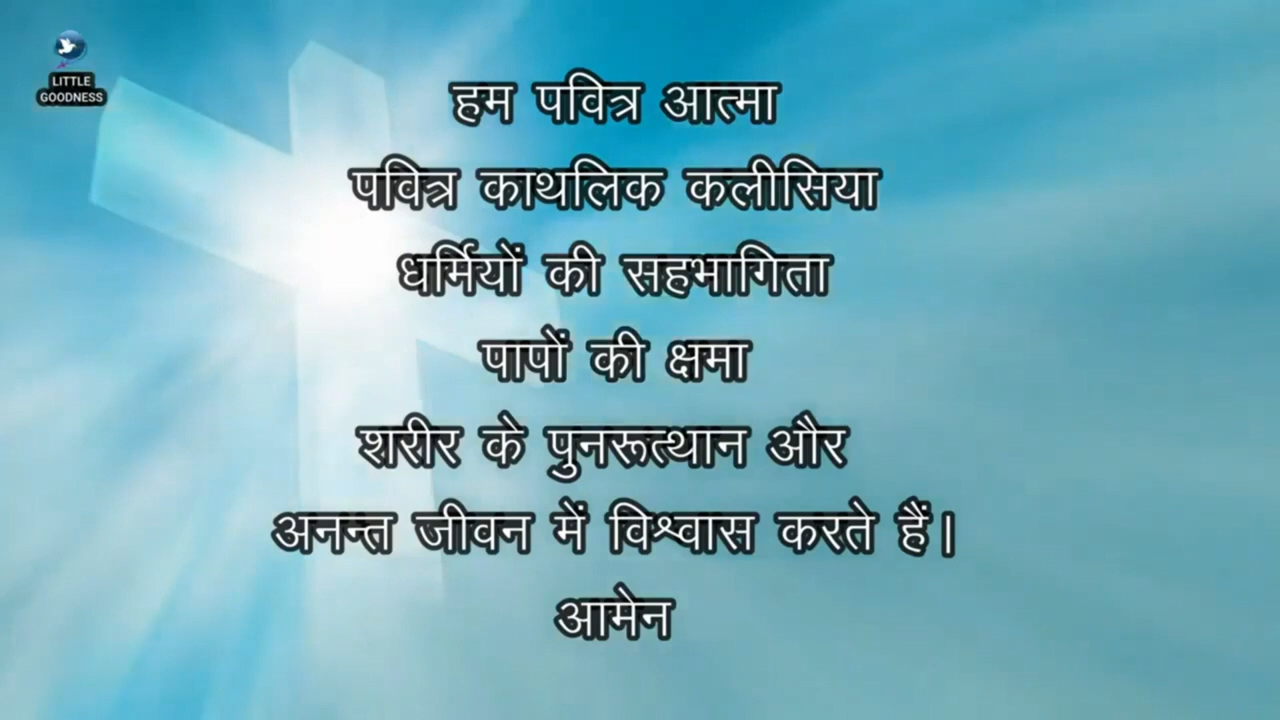 LITTLE
GOODNESS
हम पवित्र आत्मा
पवित्र काथलिक कलीसिया
धर्मियों की सहभागिता
पापों की क्षमा
शरीर के पुनरूत्थान और
अनन्त जीवन में विश्वास करते हैं।
आमेन